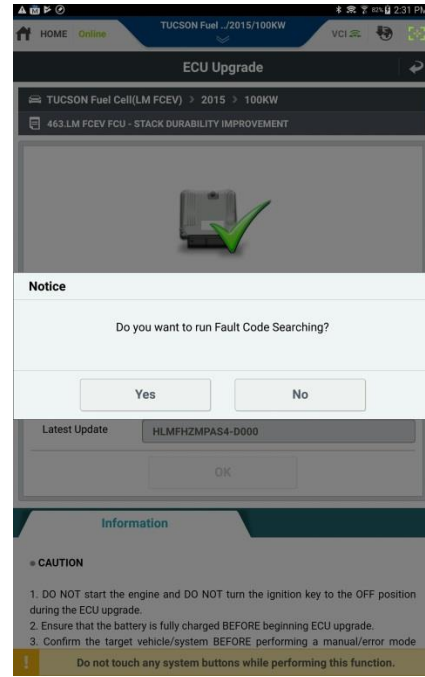 82% 2:31 PM
HOME Online TUCSON Fuel ../2015/100KW VCI
ECU Upgrade
TUCSON Fuel Cell(LM FCEV) > 2015 > 100KW
463.LM FCEV FCU - STACK DURABILITY IMPROVEMENT
Notice
Do you want to run Fault Code Searching?
Yes No
Latest Update HLMFHZMPAS4-D000
OK
Information
CAUTION
1. DO NOT start the engine and DO NOT turn the ignition key to the OFF position
during the ECU upgrade.
2. Ensure that the battery is fully charged BEFORE beginning ECU upgrade.
3. Confirm the target vehicle/system BEFORE performing a manual/error mode
! Do not touch any system buttons while performing this function.